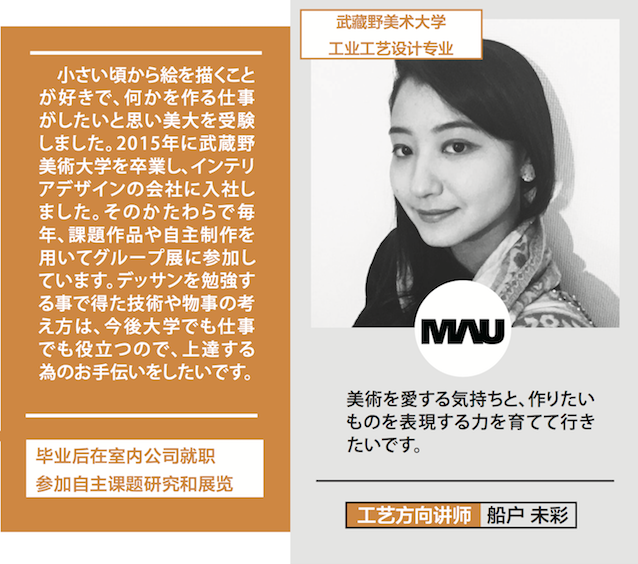 武藏野美术大学
工业工艺设计专业
小さい頃から絵を描くこと
が好きで、何かを作る仕事
がしたいと思い美大を受験
しました。2015年に武蔵野
美術大学を卒業し、インテリ
アデザインの会社に入社し
ました。そのかたわらで毎
年、課題作品や自主制作を
用いてグループ展に参加し
ています。デッサンを勉強す
る事で得た技術や物事の考
え方は、今後大学でも仕事
でも役立つので、上達する
為のお手伝いをしたいです。
毕业后在室内公司就职
参加自主课题研究和展览
MAU
美術を愛する気持ちと、作りたい
ものを表現する力を育てて行き
たいです。
工艺方向讲师 船户 未彩